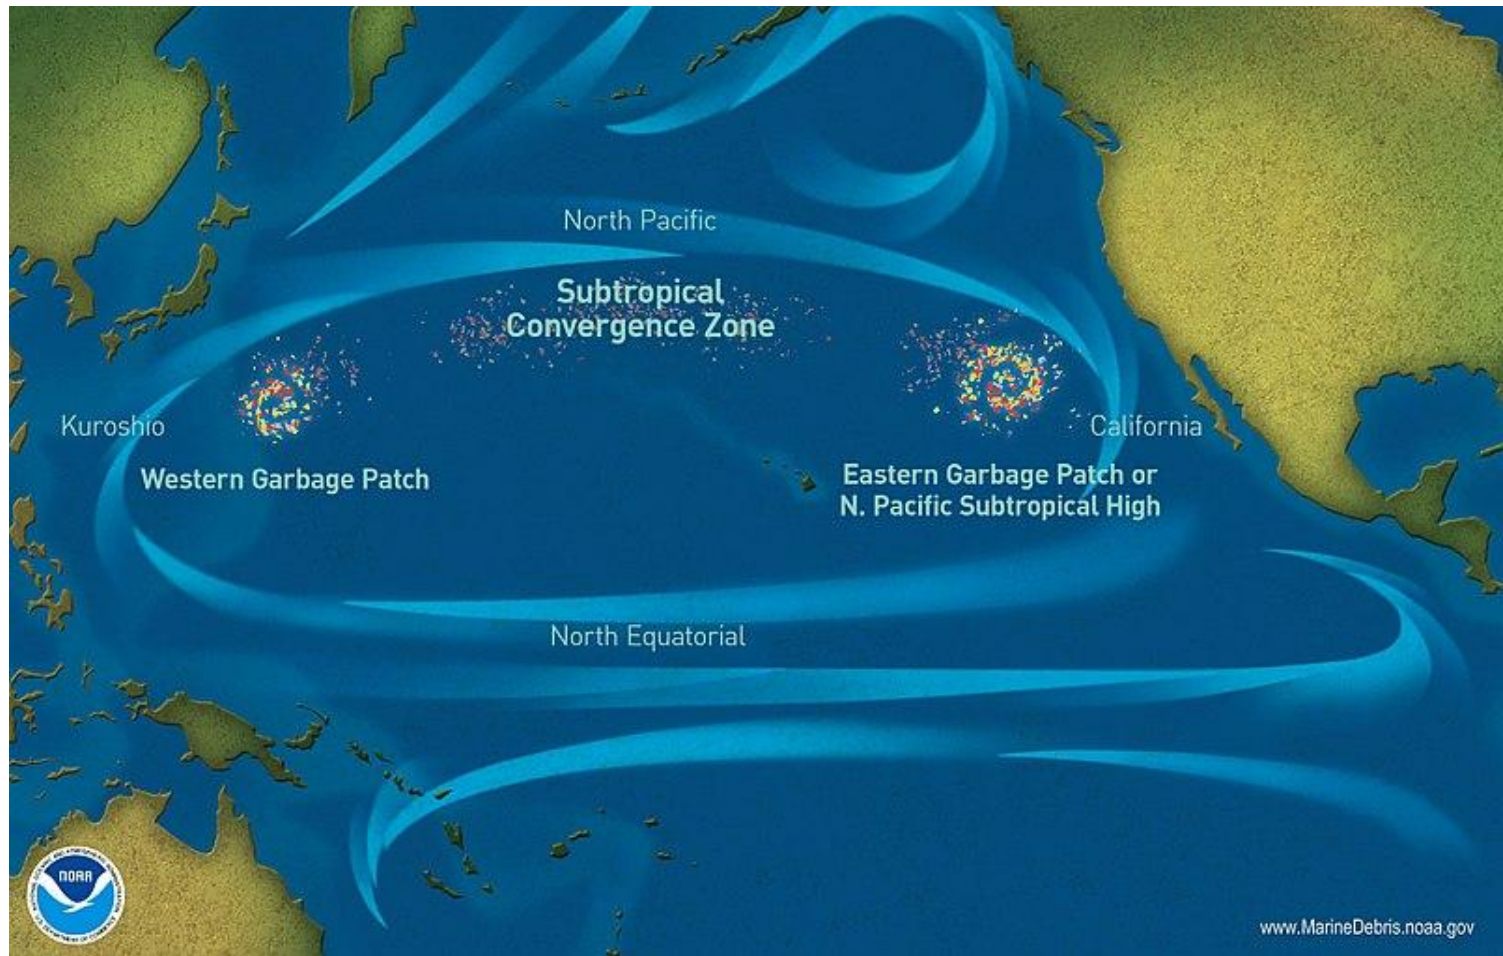 North Pacific
Subtropical
Convergence Zone
Kuroshio
California
Western Garbage Patch
Eastern Garbage Patch or
N. Pacific Subtropical High
North Equatorial
NOAA
www.MarineDebris.noaa.gov